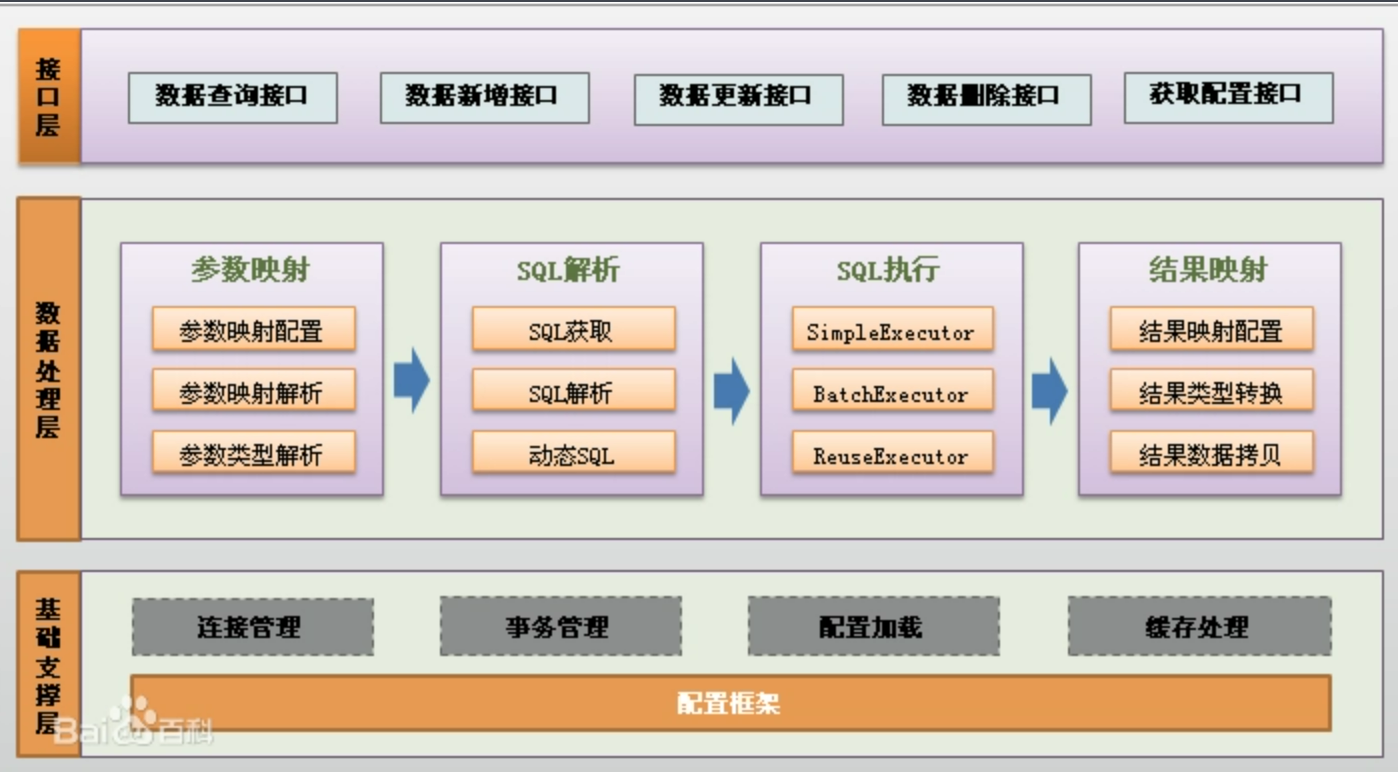 接口层
数据查询接口
数据新增接口
数据更新接口
数据删除接口
获取配置接口
数据处理层
参数映射
参数映射配置
参数映射解析
参数类型解析
SQL解析
SQL获取
SQL解析
动态SQL
SQL执行
SimpleExecutor
BatchExecutor
ReuseExecutor
结果映射
结果映射配置
结果类型转换
结果数据拷贝
基础支撑层
连接管理
事务管理
配置加载
缓存处理
配置框架
Bai百科